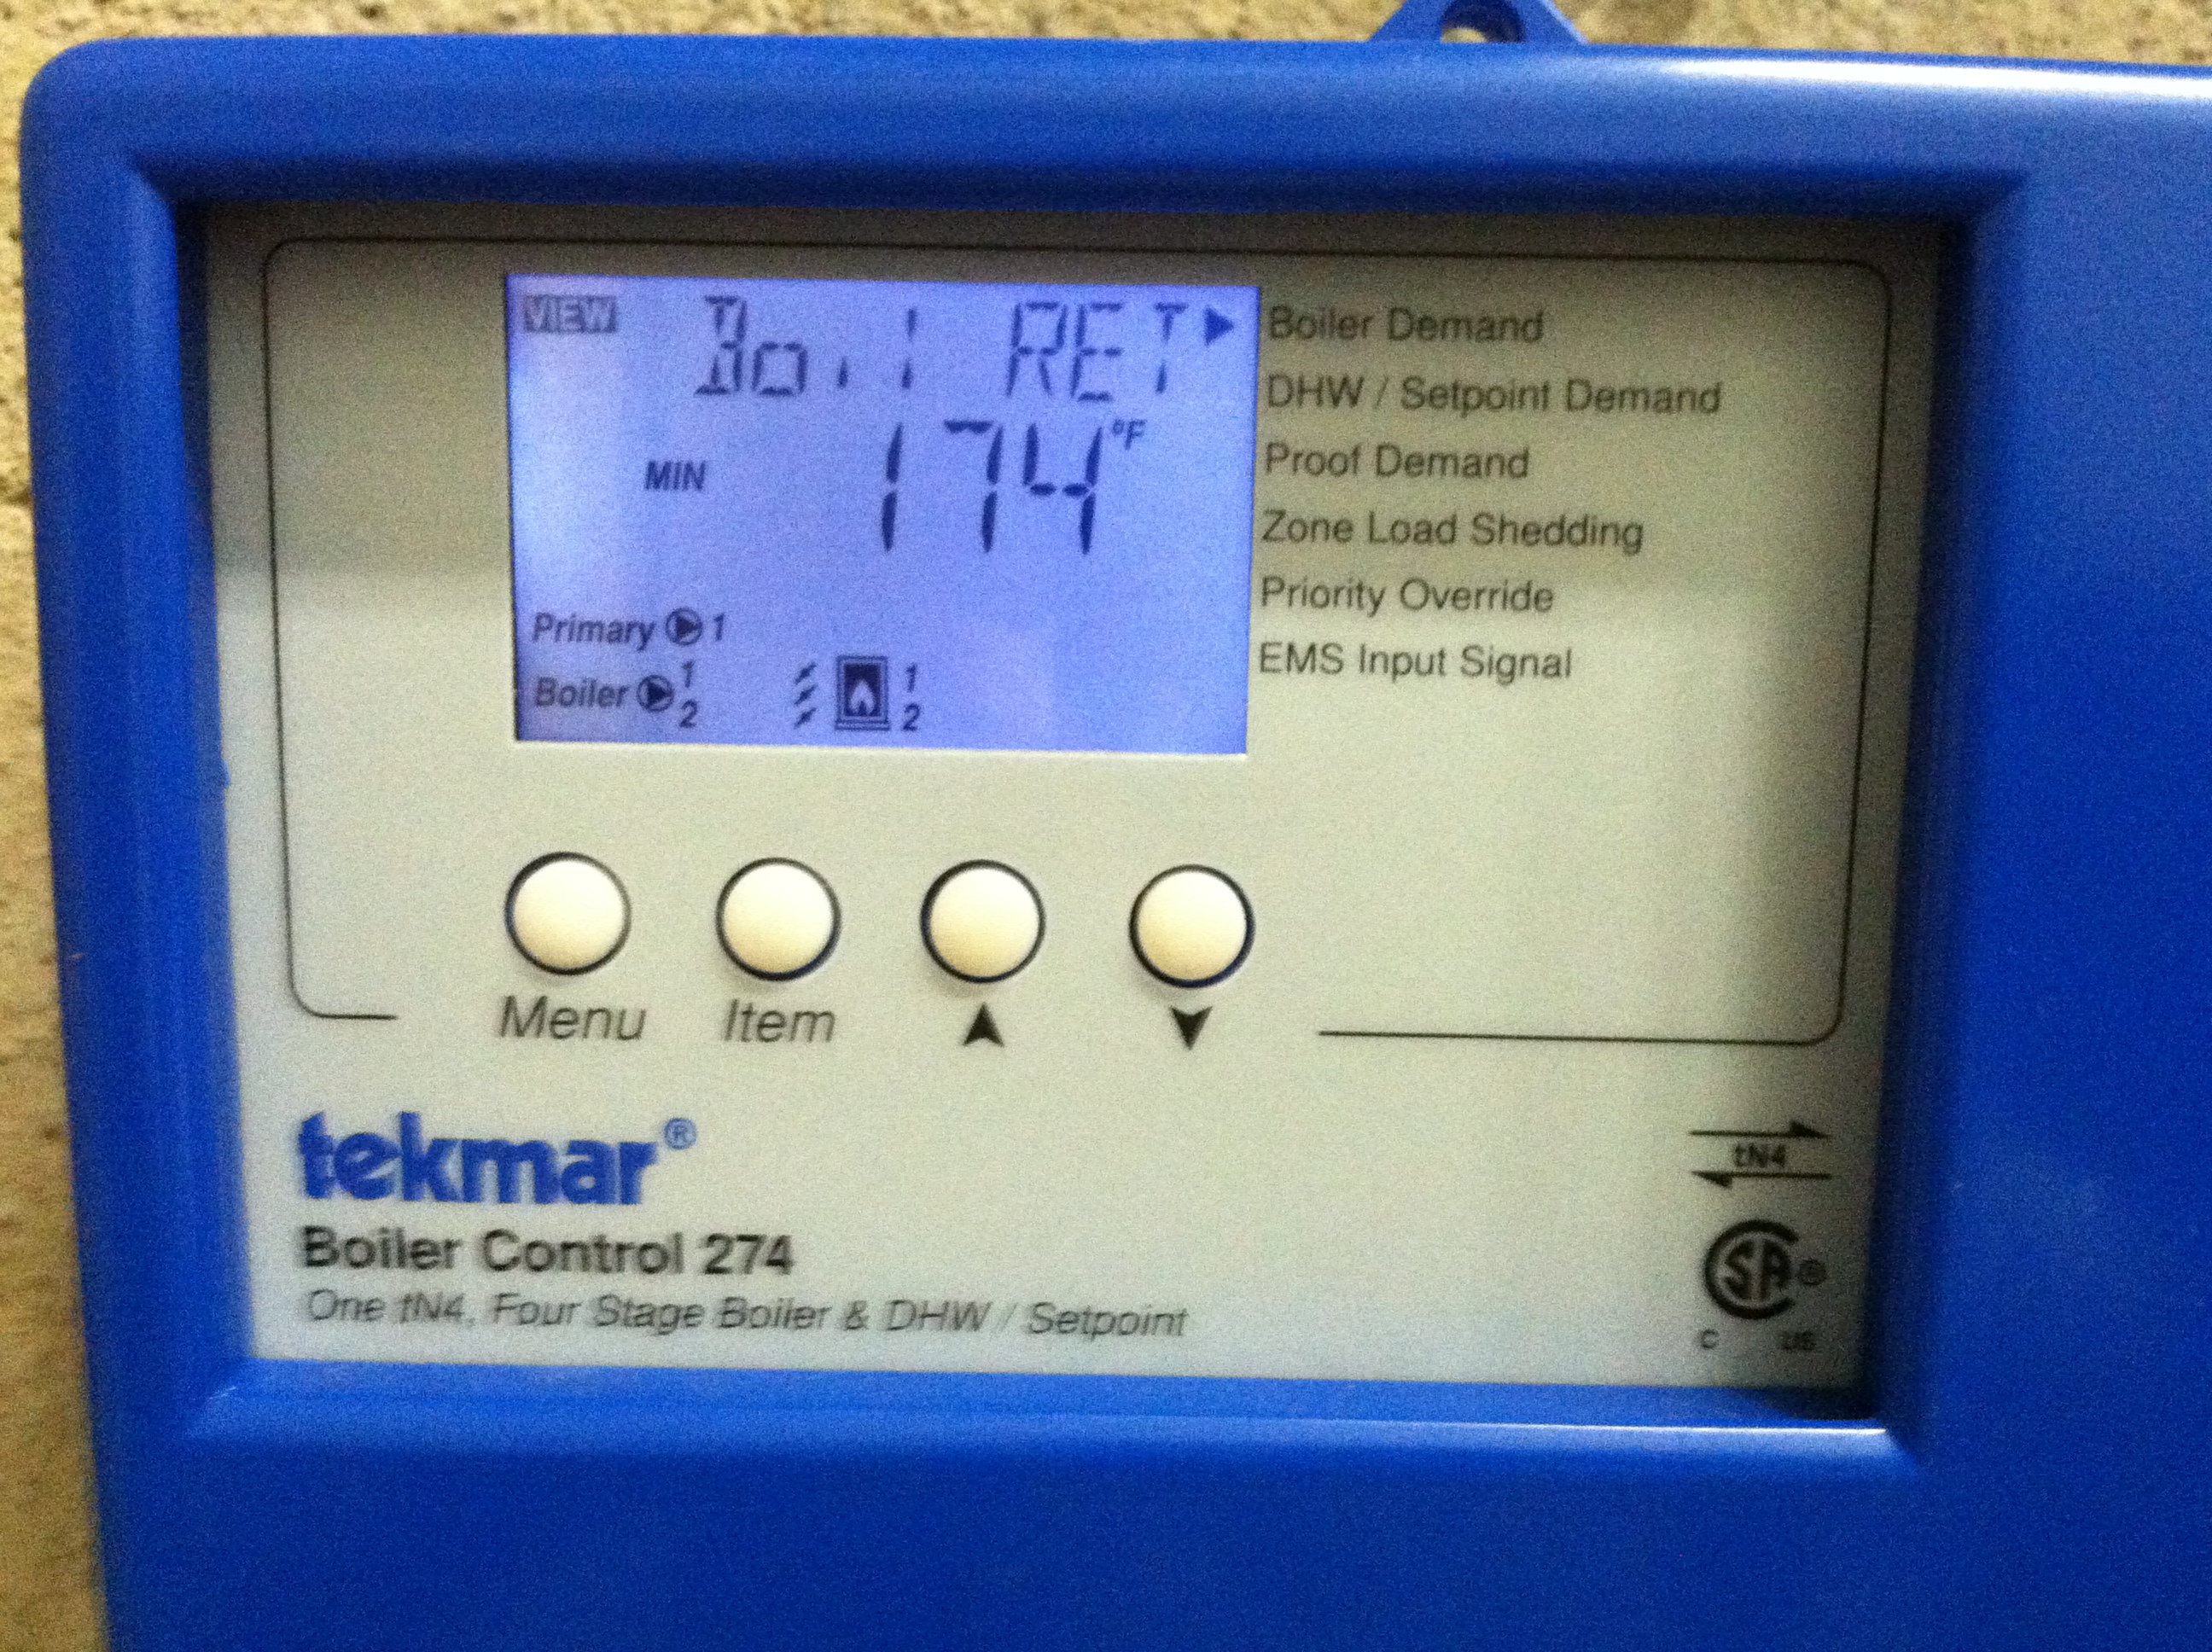 VIEW Boil RET
Boiler Demand
DHW / Setpoint Demand
MIN 174 °F
Proof Demand
Zone Load Shedding
Priority Override
EMS Input Signal
Primary 1
Boiler 1 2
1 2
Menu Item
tekmar®
Boiler Control 274
One tN4, Four Stage Boiler & DHW / Setpoint
tN4
SA ®
C US